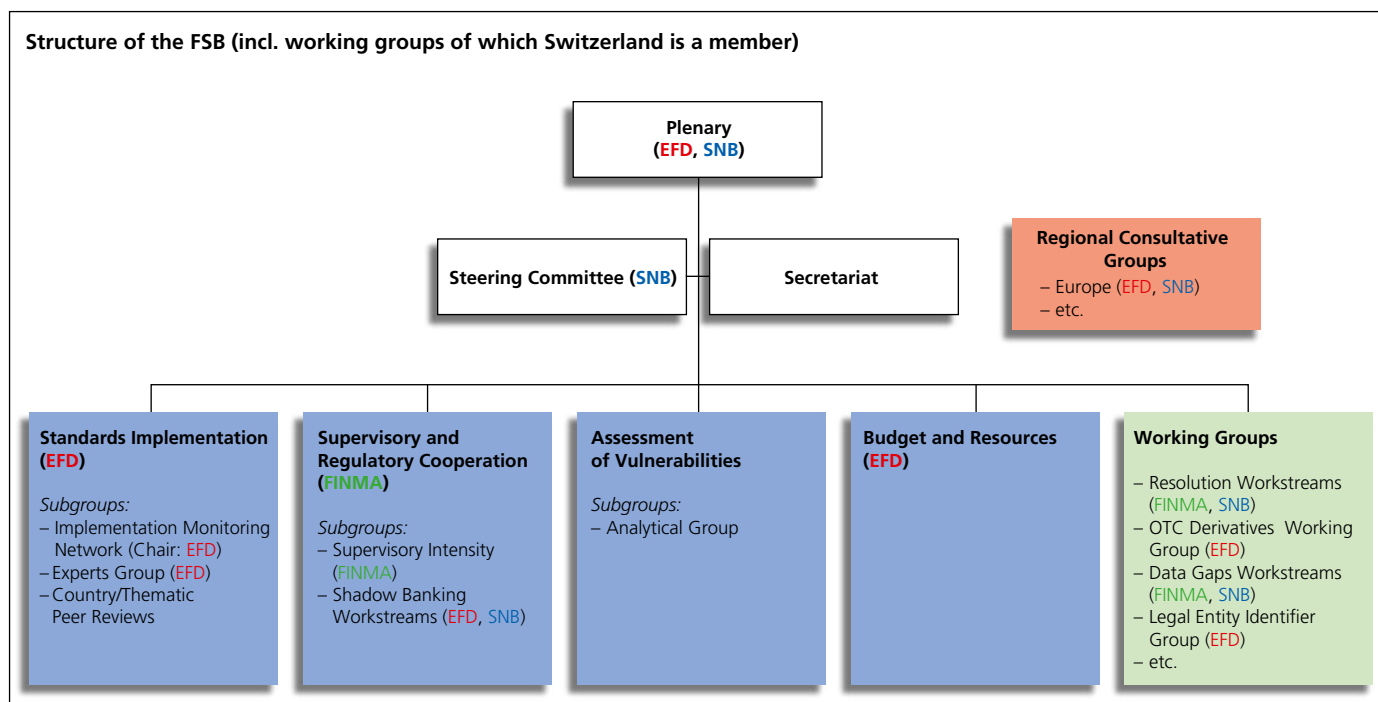 Structure of the FSB (incl. working groups of which Switzerland is a member)
Plenary
(EFD, SNB)
Steering Committee (SNB)
Secretariat
Regional Consultative
Groups
– Europe (EFD, SNB)
– etc.
Standards Implementation
(EFD)
Subgroups:
– Implementation Monitoring
Network (Chair: EFD)
– Experts Group (EFD)
– Country/Thematic
Peer Reviews
Supervisory and
Regulatory Cooperation
(FINMA)
Subgroups:
– Supervisory Intensity
(FINMA)
– Shadow Banking
Workstreams (EFD, SNB)
Assessment
of Vulnerabilities
Subgroups:
– Analytical Group
Budget and Resources
(EFD)
Working Groups
– Resolution Workstreams
(FINMA, SNB)
– OTC Derivatives Working
Group (EFD)
– Data Gaps Workstreams
(FINMA, SNB)
– Legal Entity Identifier
Group (EFD)
– etc.